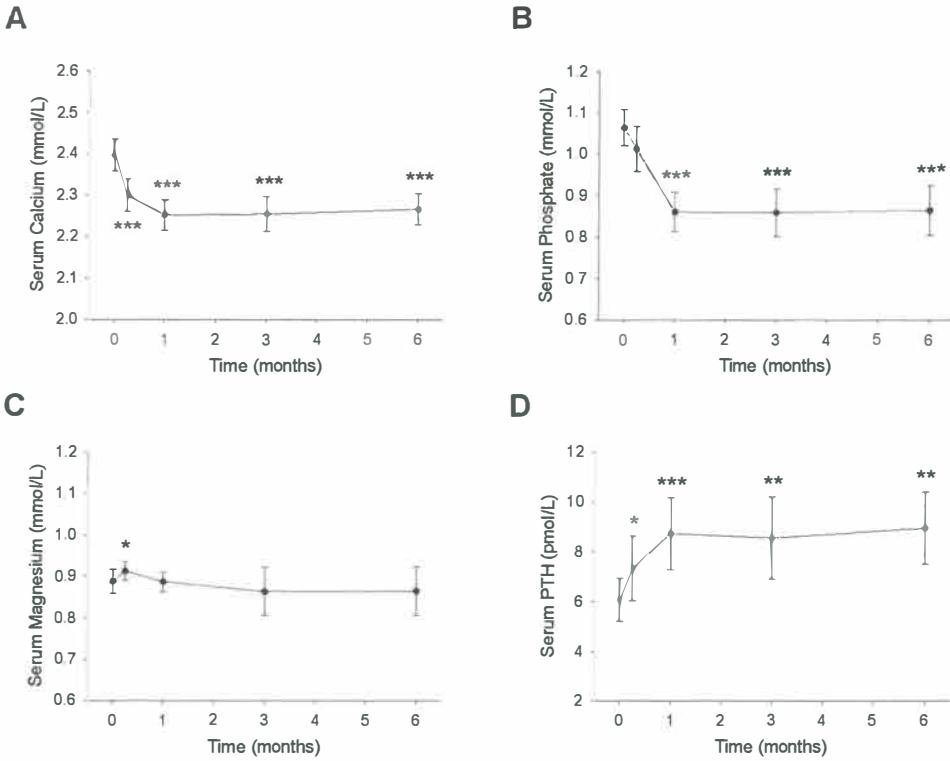 A
Serum Calcium (mmol/L)
2.6
2.5
2.4
2.3
2.2
2.1
2.0
***
***
***
***
0 1 2 3 4 5 6
Time (months)
B
Serum Phosphate (mmol/L)
1.2
1.1
1.0
0.9
0.8
0.7
0.6
***
***
***
0 1 2 3 4 5 6
Time (months)
C
Serum Magnesium (mmol/L)
1.2
1.1
1.0
0.9
0.8
0.7
0.6
*
0 1 2 3 4 5 6
Time (months)
D
Serum PTH (pmol/L)
12
10
8
6
4
2
*
***
**
**
0 1 2 3 4 5 6
Time (months)